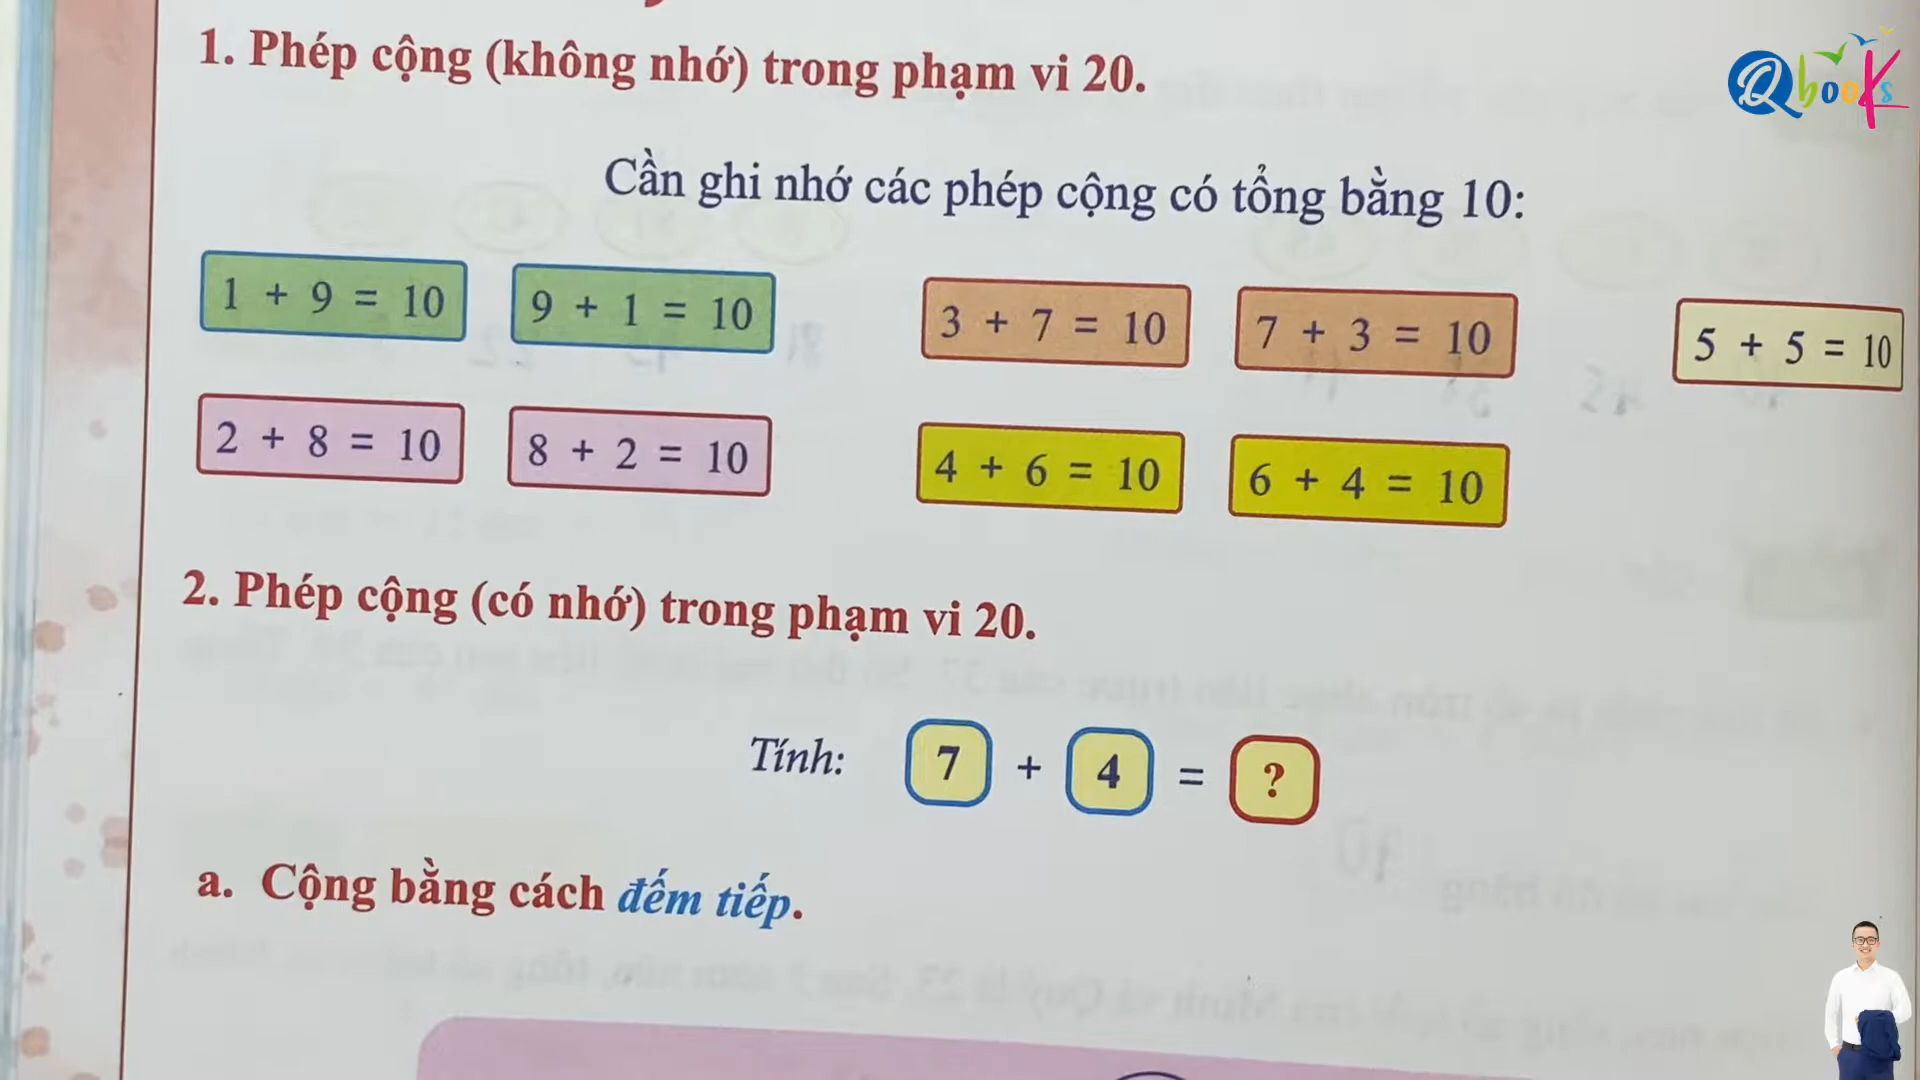 1. Phép cộng (không nhớ) trong phạm vi 20.
Qbooks
Cần ghi nhớ các phép cộng có tổng bằng 10:
1 + 9 = 10 9 + 1 = 10 3 + 7 = 10 7 + 3 = 10 5 + 5 = 10
2 + 8 = 10 8 + 2 = 10 4 + 6 = 10 6 + 4 = 10
2. Phép cộng (có nhớ) trong phạm vi 20.
Tính: 7 + 4 = ?
a. Cộng bằng cách đếm tiếp.